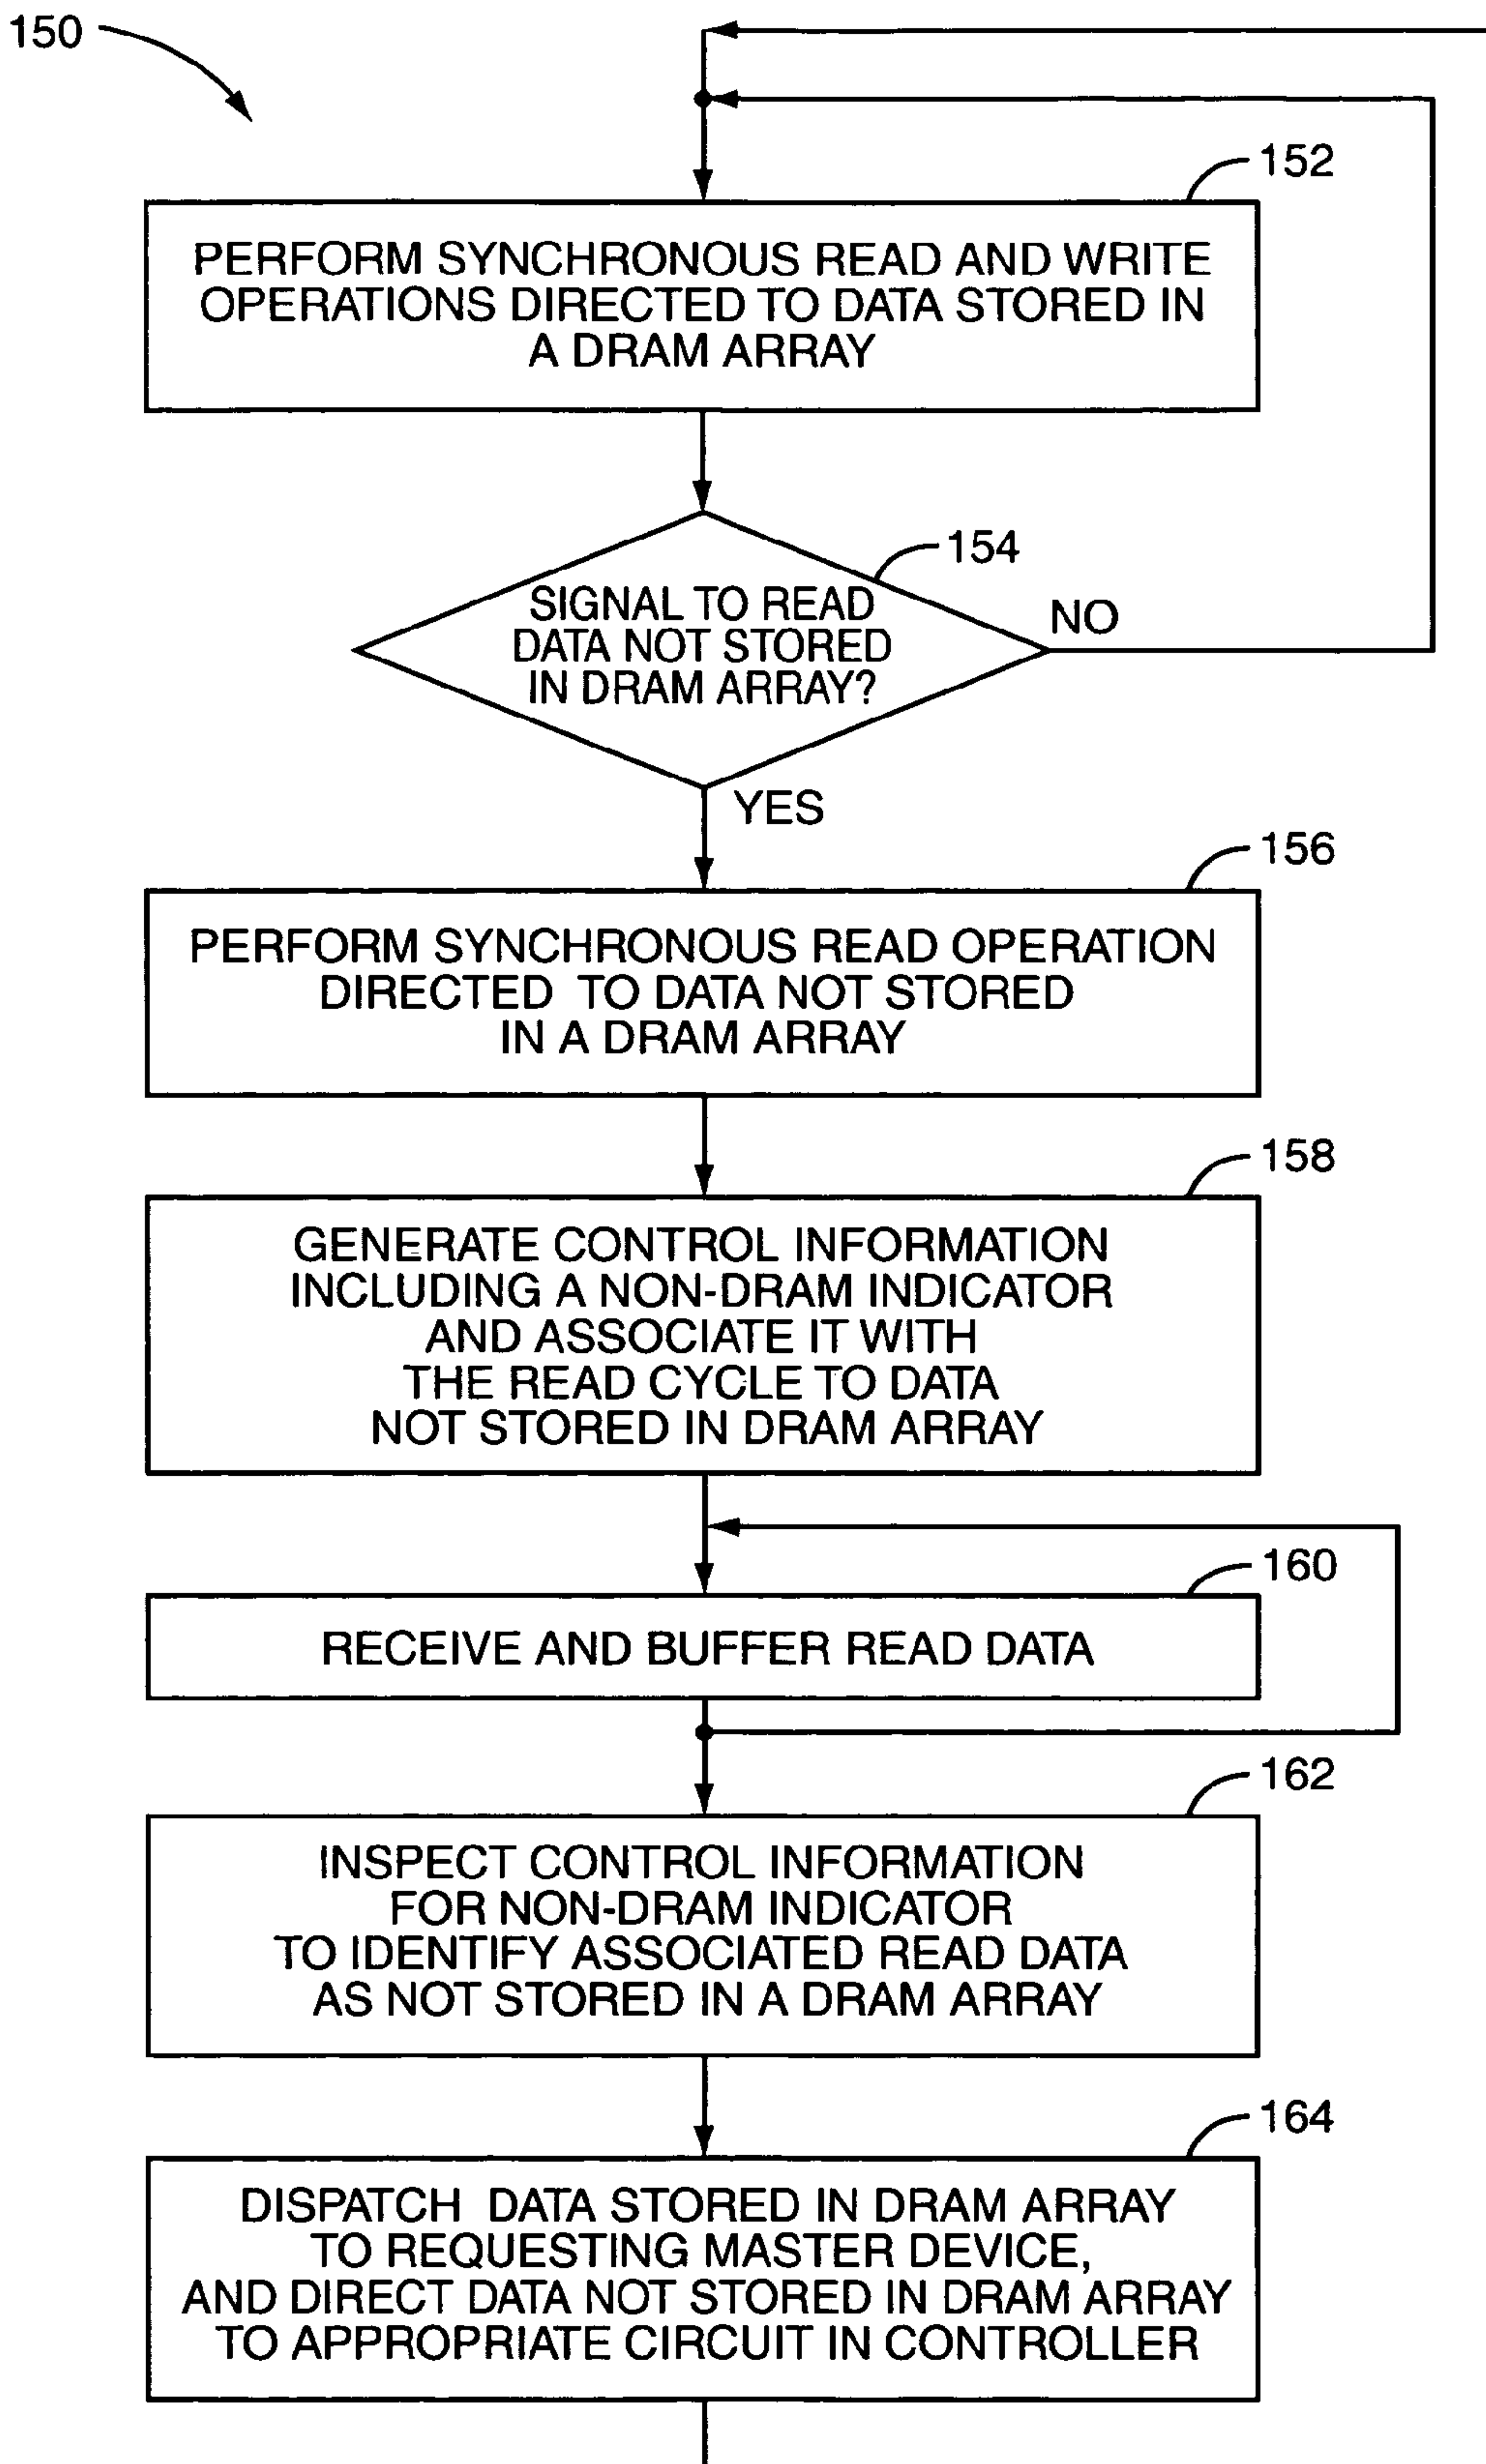 150
152
PERFORM SYNCHRONOUS READ AND WRITE
OPERATIONS DIRECTED TO DATA STORED IN
A DRAM ARRAY
154
SIGNAL TO READ
DATA NOT STORED
IN DRAM ARRAY?
NO
YES
156
PERFORM SYNCHRONOUS READ OPERATION
DIRECTED TO DATA NOT STORED
IN A DRAM ARRAY
158
GENERATE CONTROL INFORMATION
INCLUDING A NON-DRAM INDICATOR
AND ASSOCIATE IT WITH
THE READ CYCLE TO DATA
NOT STORED IN DRAM ARRAY
160
RECEIVE AND BUFFER READ DATA
162
INSPECT CONTROL INFORMATION
FOR NON-DRAM INDICATOR
TO IDENTIFY ASSOCIATED READ DATA
AS NOT STORED IN A DRAM ARRAY
164
DISPATCH DATA STORED IN DRAM ARRAY
TO REQUESTING MASTER DEVICE,
AND DIRECT DATA NOT STORED IN DRAM ARRAY
TO APPROPRIATE CIRCUIT IN CONTROLLER